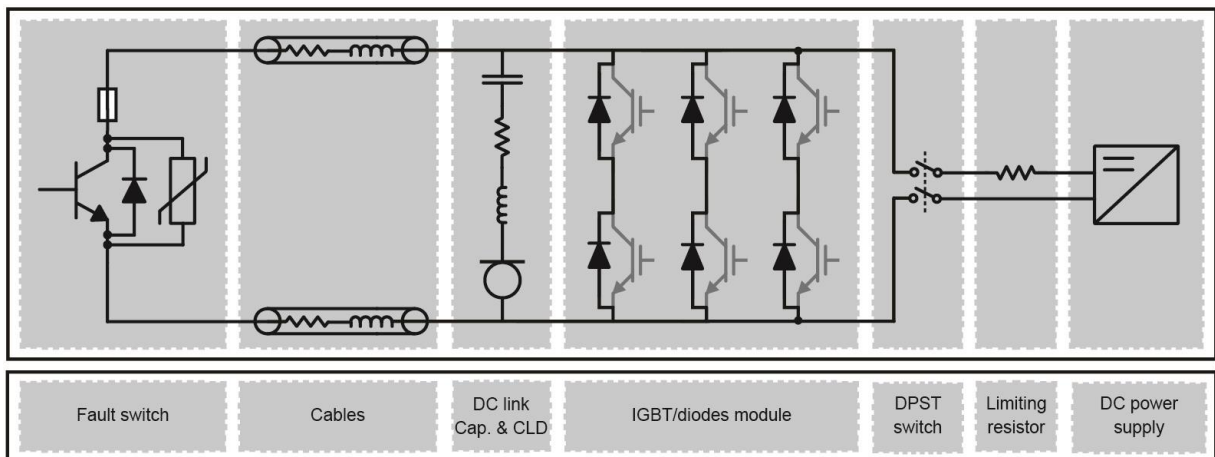 Fault switch
Cables
DC link
Cap. & CLD
IGBT/diodes module
DPST
switch
Limiting
resistor
DC power
supply